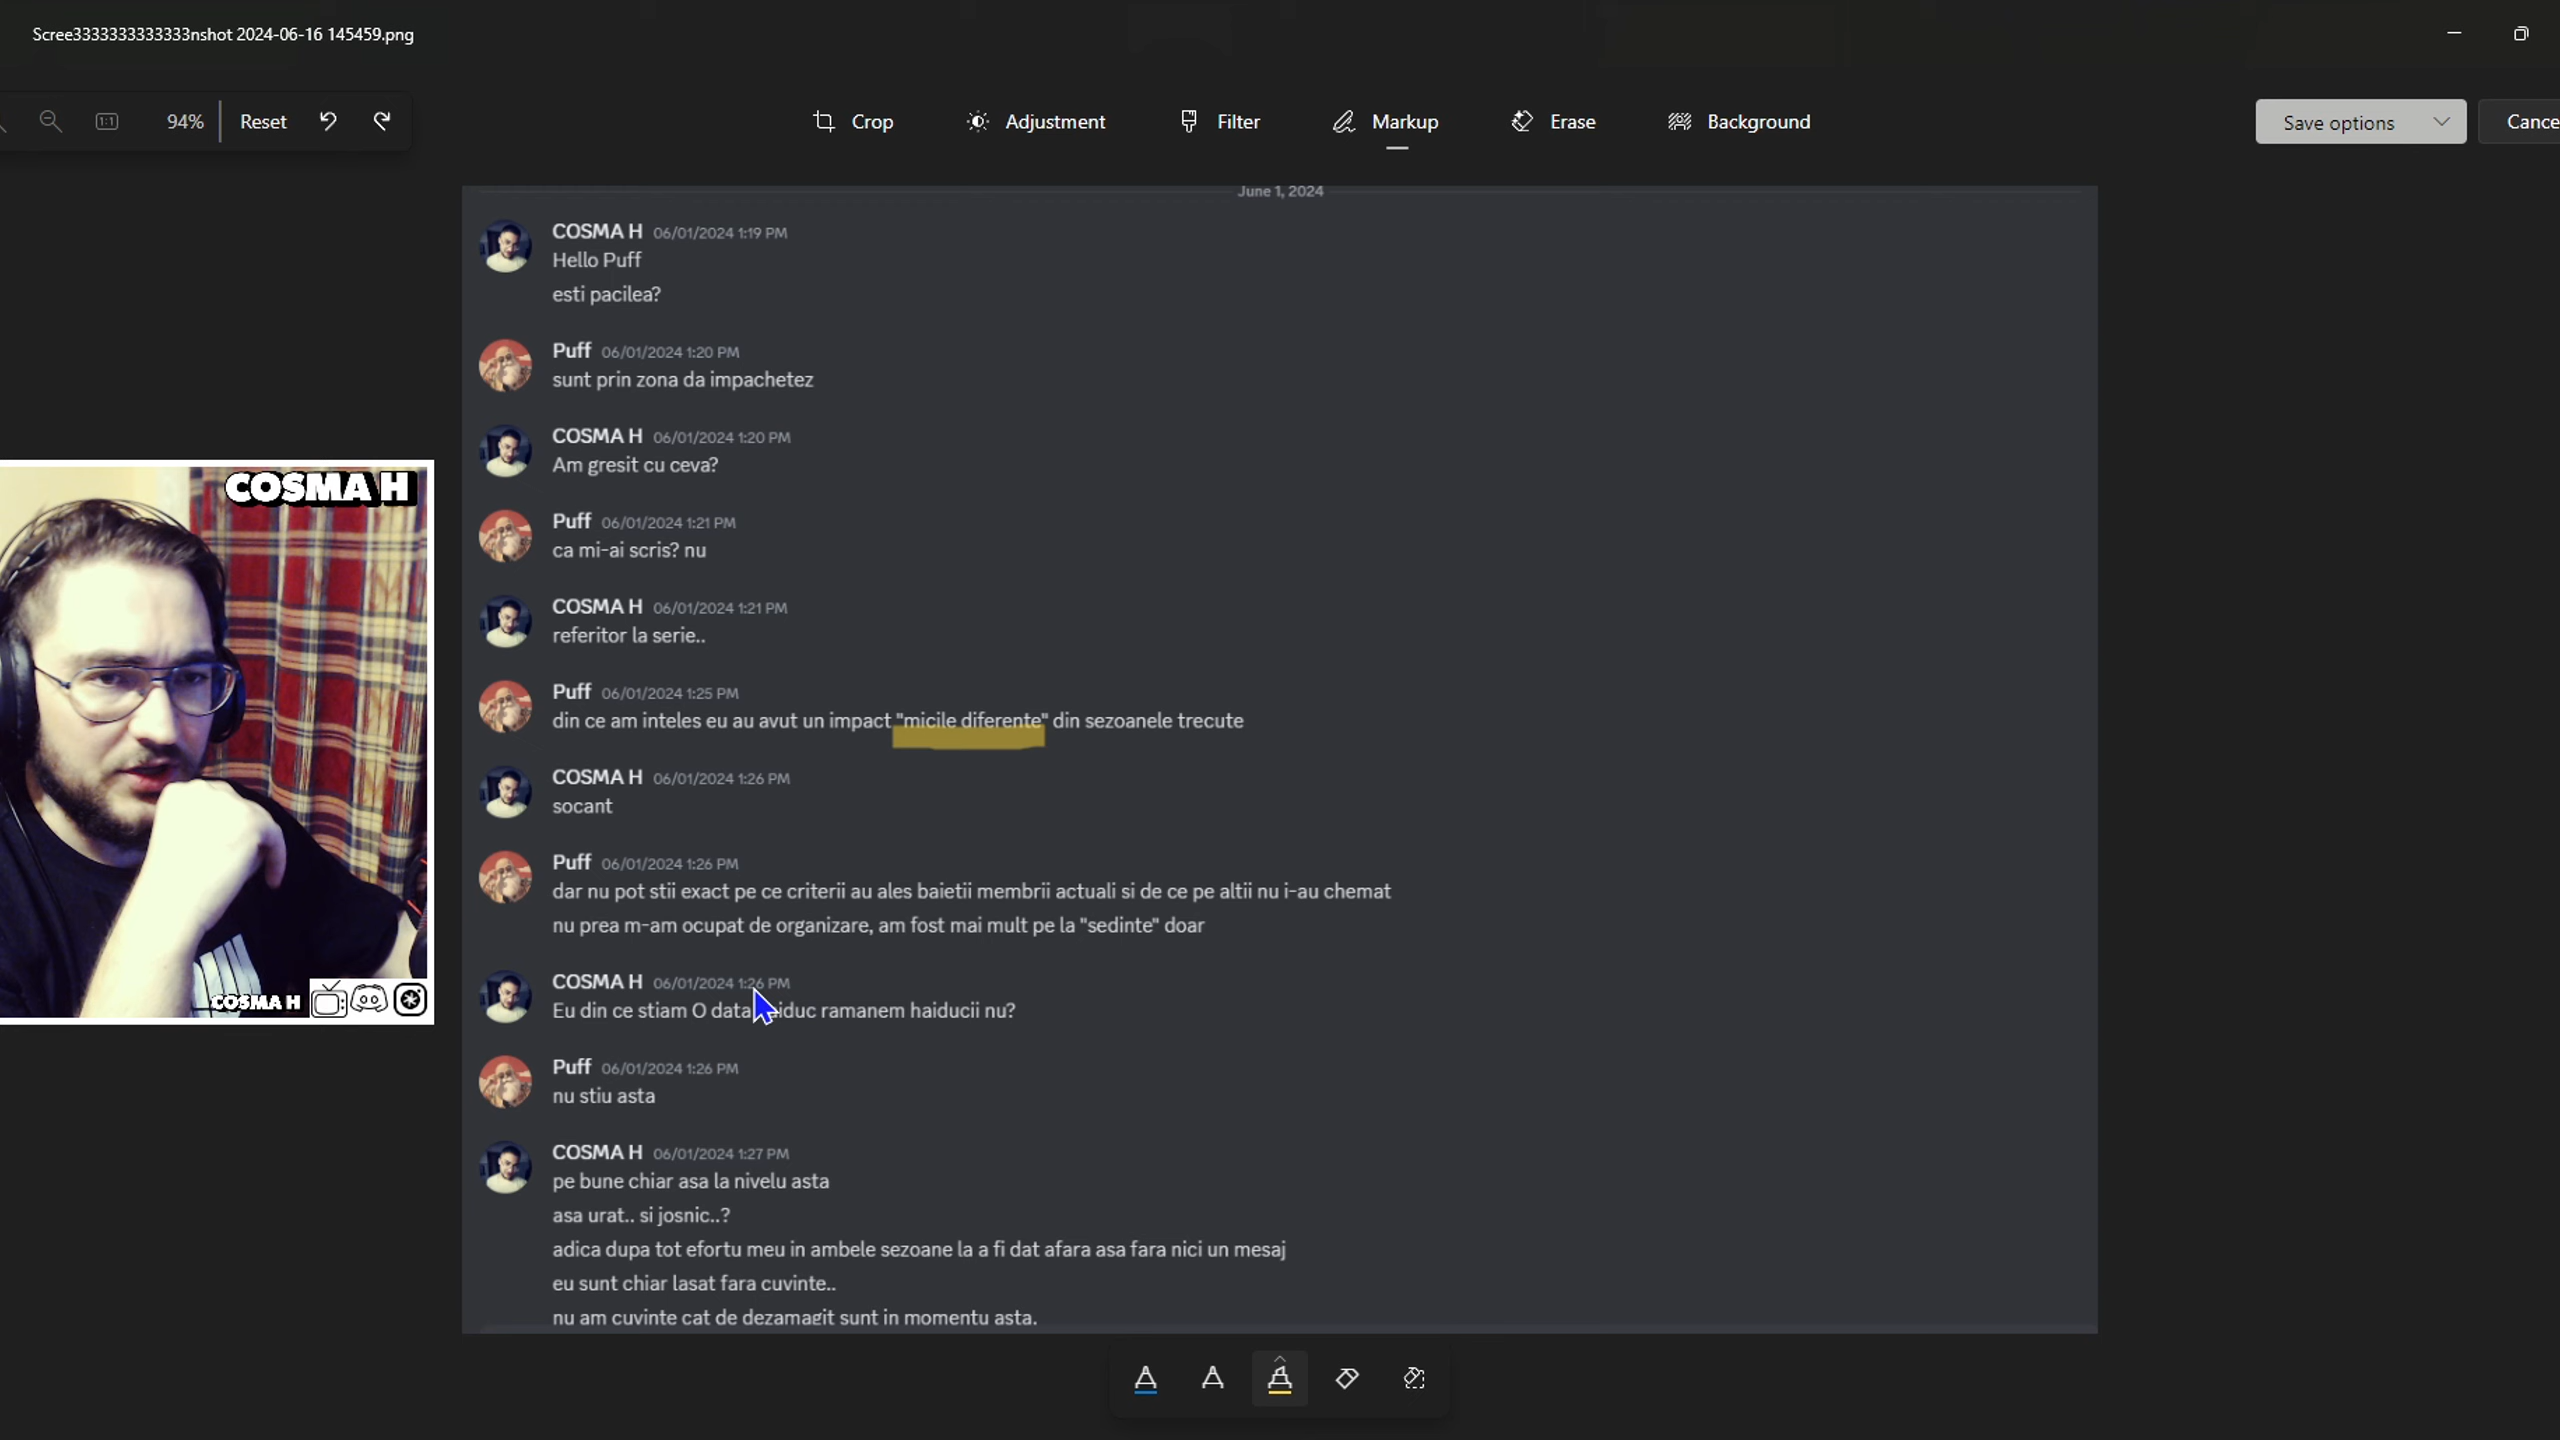 Scree3333333333333nshot 2024-06-16 145459.png
94% Reset Crop Adjustment Filter Markup Erase Background Save options Cance
June 1, 2024
COSMA H 06/01/2024 1:19 PM
Hello Puff
esti pacilea?
Puff 06/01/2024 1:20 PM
sunt prin zona da impachetez
COSMA H 06/01/2024 1:20 PM
Am gresit cu ceva?
Puff 06/01/2024 1:21 PM
ca mi-ai scris? nu
COSMA H 06/01/2024 1:21 PM
referitor la serie..
Puff 06/01/2024 1:25 PM
din ce am inteles eu au avut un impact "micile diferente" din sezoanele trecute
COSMA H 06/01/2024 1:26 PM
socant
Puff 06/01/2024 1:26 PM
dar nu pot stii exact pe ce criterii au ales baietii membrii actuali si de ce pe altii nu i-au chemat
nu prea m-am ocupat de organizare, am fost mai mult pe la "sedinte" doar
COSMA H 06/01/2024 1:26 PM
Eu din ce stiam O data iduc ramanem haiducii nu?
Puff 06/01/2024 1:26 PM
nu stiu asta
COSMA H 06/01/2024 1:27 PM
pe bune chiar asa la nivelu asta
asa urat.. si josnic..?
adica dupa tot efortu meu in ambele sezoane la a fi dat afara asa fara nici un mesaj
eu sunt chiar lasat fara cuvinte..
nu am cuvinte cat de dezamagit sunt in momentu asta.
COSMA H
COSMA H